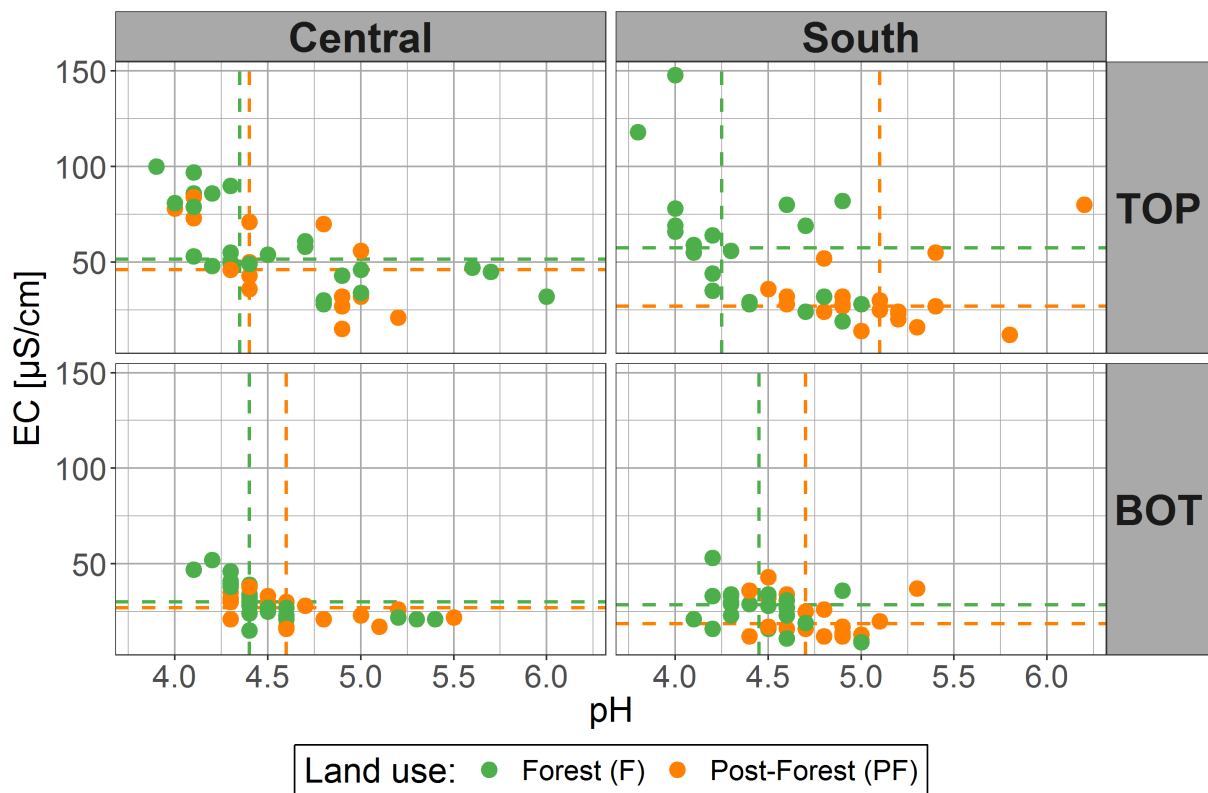 Central South
TOP
150
100
50
BOT
150
100
50
EC [µS/cm]
4.0 4.5 5.0 5.5 6.0 4.0 4.5 5.0 5.5 6.0
pH
Land use: Forest (F) Post-Forest (PF)